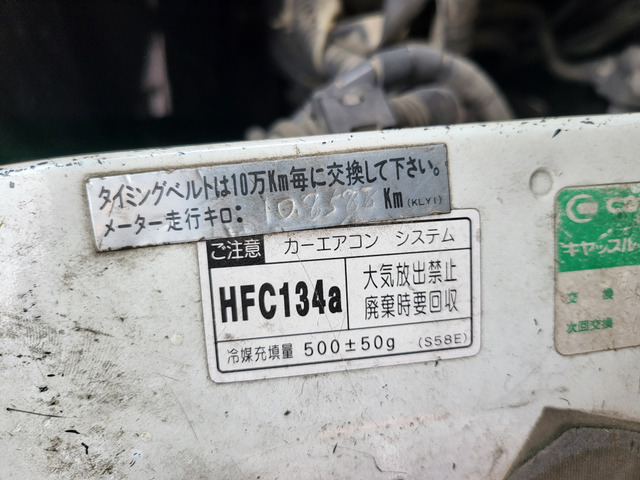 タイミングベルトは10万Km毎に交換して下さい。
メーター走行キロ: Km (KLY1)
ご注意 カーエアコン システム
HFC134a
大気放出禁止
廃棄時要回収
冷媒充填量 500±50g (S58E)
キヤッスル
交換
次回交換